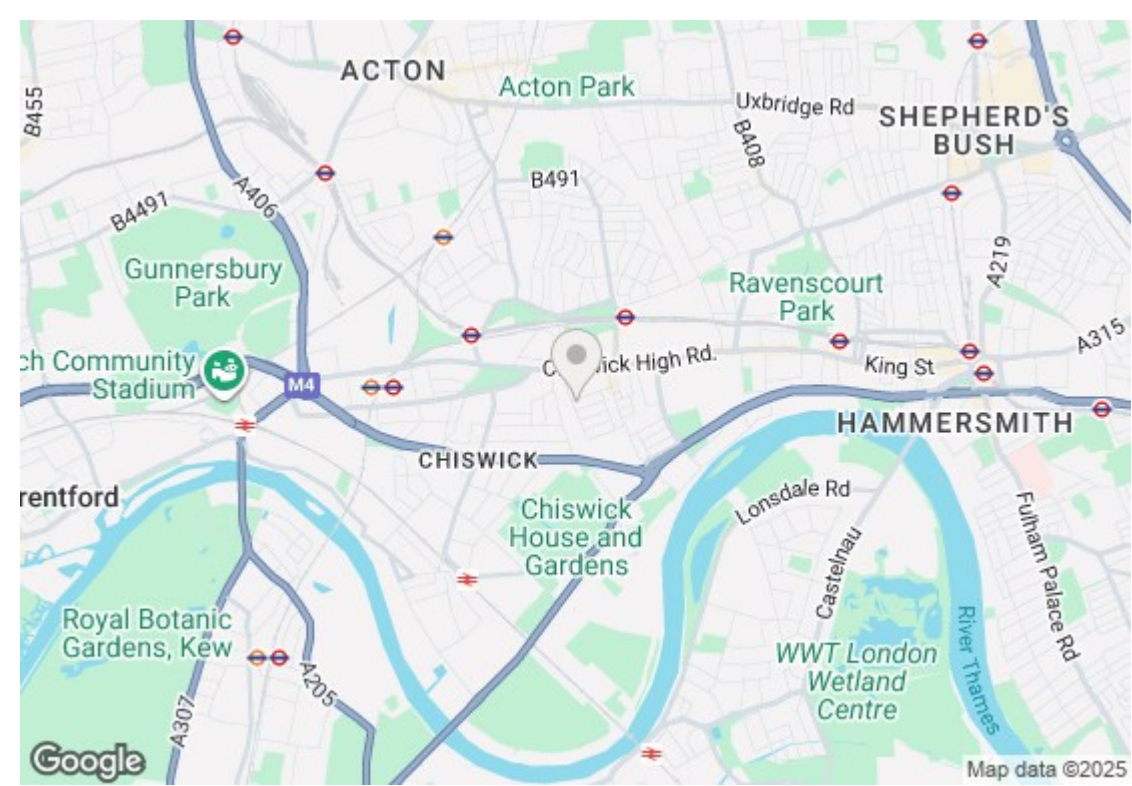 ACTON
Acton Park
Uxbridge Rd
SHEPHERD'S
BUSH
B455
B408
B491
A406
B4491
Gunnersbury
Park
A219
Ravenscourt
Park
ch Community
Stadium
M4
Chiswick High Rd.
King St
A315
HAMMERSMITH
CHISWICK
rentford
Chiswick
House and
Gardens
Lonsdale Rd
Castelnau
Fulham Palace Rd
Royal Botanic
Gardens, Kew
A205
A307
WWT London
Wetland
Centre
River Thames
Google
Map data ©2025